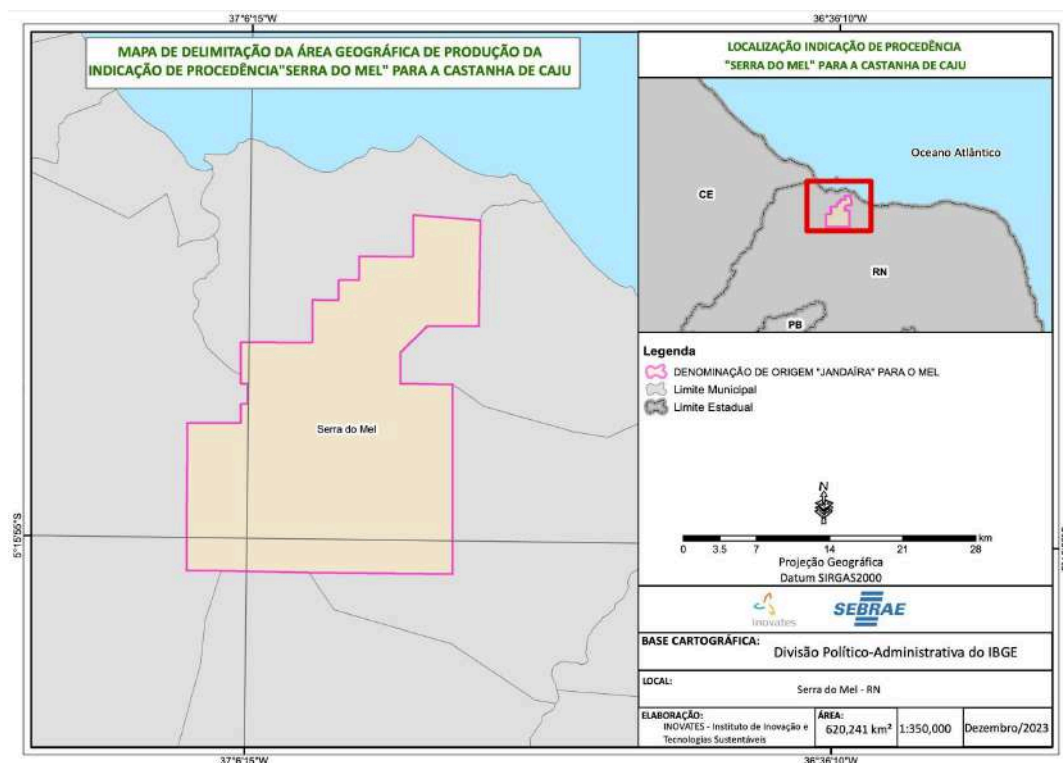 37°6'15"W
36°36'10"W
MAPA DE DELIMITAÇÃO DA ÁREA GEOGRÁFICA DE PRODUÇÃO DA
INDICAÇÃO DE PROCEDÊNCIA"SERRA DO MEL" PARA A CASTANHA DE CAJU
LOCALIZAÇÃO INDICAÇÃO DE PROCEDÊNCIA
"SERRA DO MEL" PARA A CASTANHA DE CAJU
Oceano Atlântico
CE
RN
PB
Serra do Mel
5°15'55"S
Legenda
DENOMINAÇÃO DE ORIGEM "JANDAÍRA" PARA O MEL
Limite Municipal
Limite Estadual
N
km
0 3.5 7 14 21 28
Projeção Geográfica
Datum SIRGAS2000
inovates
SEBRAE
BASE CARTOGRÁFICA:
Divisão Político-Administrativa do IBGE
LOCAL:
Serra do Mel - RN
ELABORAÇÃO:
INOVATES - Instituto de Inovação e
Tecnologias Sustentáveis
ÁREA:
620,241 km²
1:350,000
Dezembro/2023
37°6'15"W
36°36'10"W